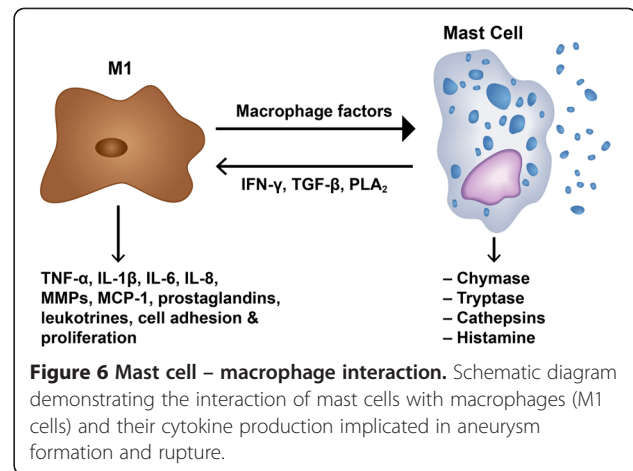 Mast Cell
M1
Macrophage factors
IFN-γ, TGF-β, PLA₂
TNF-α, IL-1β, IL-6, IL-8,
MMPs, MCP-1, prostaglandins,
leukotrines, cell adhesion &
proliferation
– Chymase
– Tryptase
– Cathepsins
– Histamine
Figure 6 Mast cell – macrophage interaction. Schematic diagram
demonstrating the interaction of mast cells with macrophages (M1
cells) and their cytokine production implicated in aneurysm
formation and rupture.